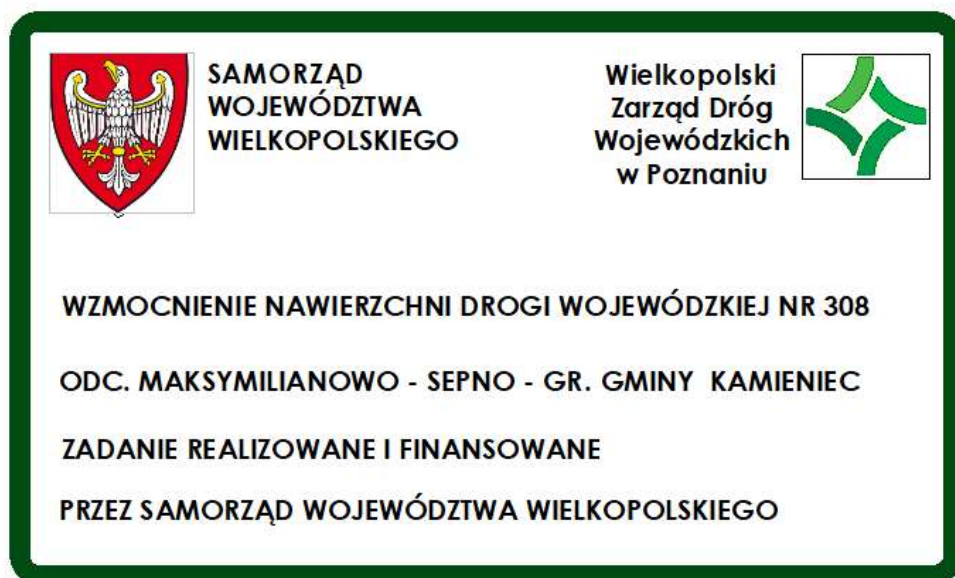 SAMORZĄD
WOJEWÓDZTWA
WIELKOPOLSKIEGO
Wielkopolski
Zarząd Dróg
Wojewódzkich
w Poznaniu
WZMOCNIENIE NAWIERZCHNI DROGI WOJEWÓDZKIEJ NR 308
ODC. MAKSYMILIANOWO - SEPNO - GR. GMINY KAMIENIEC
ZADANIE REALIZOWANE I FINANSOWANE
PRZEZ SAMORZĄD WOJEWÓDZTWA WIELKOPOLSKIEGO